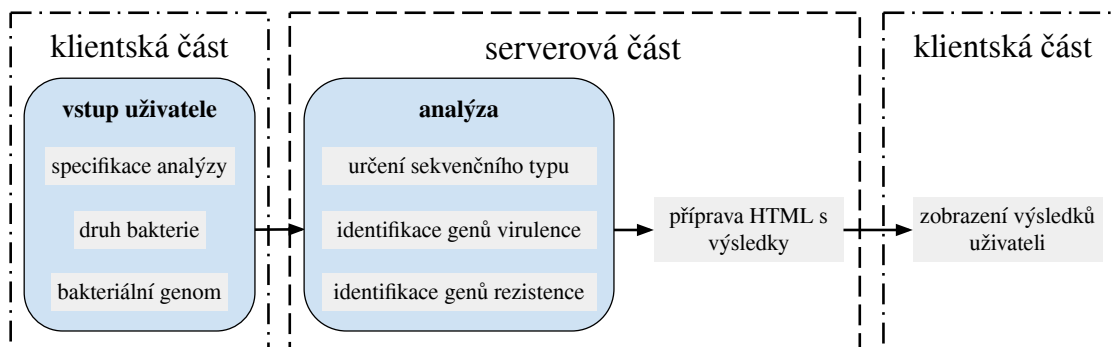 klientská část
vstup uživatele
specifikace analýzy
druh bakterie
bakteriální genom
serverová část
analýza
určení sekvenčního typu
identifikace genů virulence
identifikace genů rezistence
příprava HTML s
výsledky
klientská část
zobrazení výsledků
uživateli